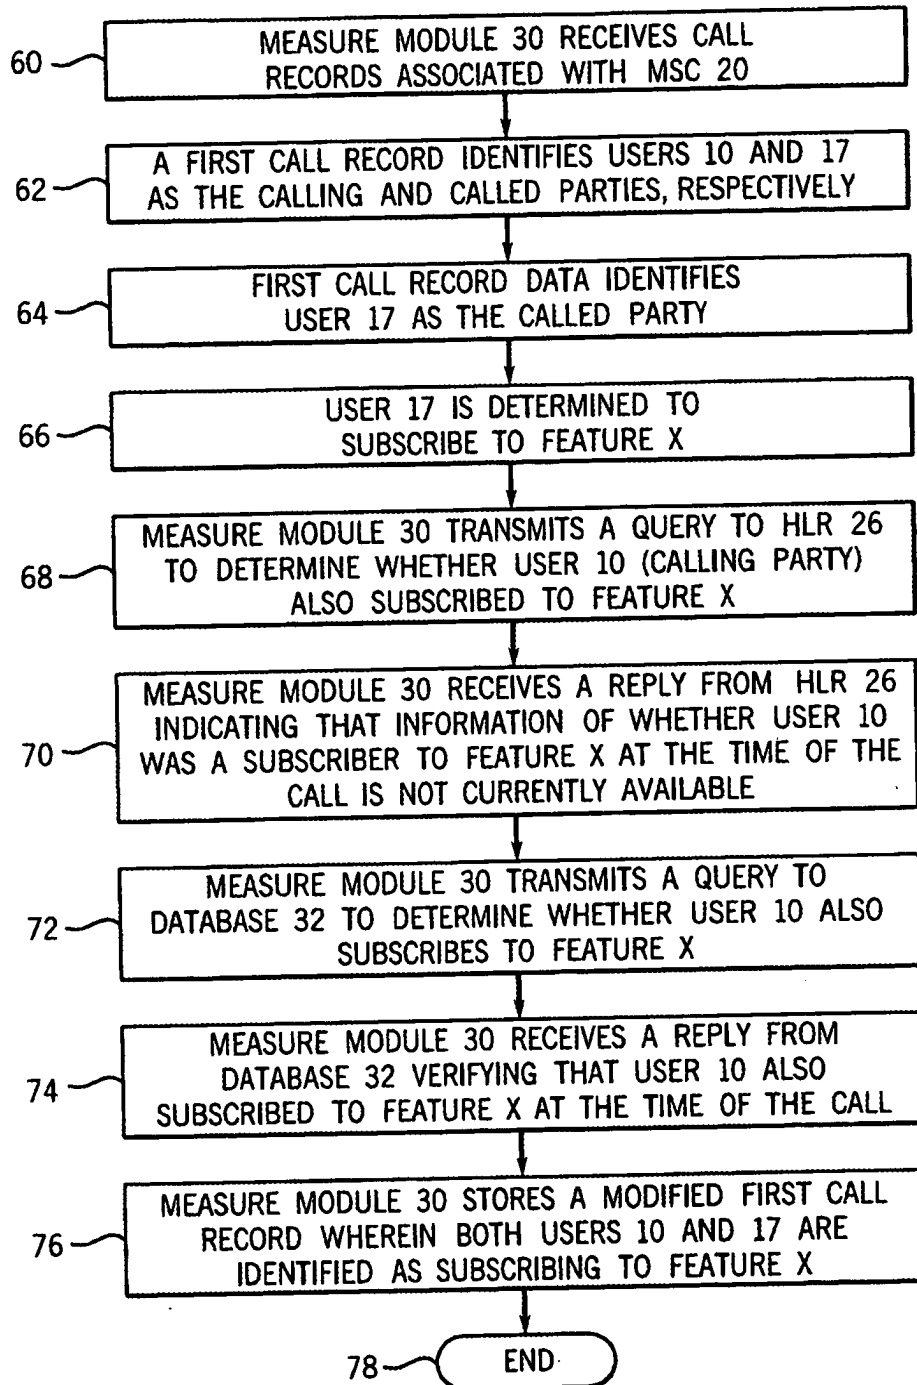 60
MEASURE MODULE 30 RECEIVES CALL
RECORDS ASSOCIATED WITH MSC 20
62
A FIRST CALL RECORD IDENTIFIES USERS 10 AND 17
AS THE CALLING AND CALLED PARTIES, RESPECTIVELY
64
FIRST CALL RECORD DATA IDENTIFIES
USER 17 AS THE CALLED PARTY
66
USER 17 IS DETERMINED TO
SUBSCRIBE TO FEATURE X
68
MEASURE MODULE 30 TRANSMITS A QUERY TO HLR 26
TO DETERMINE WHETHER USER 10 (CALLING PARTY)
ALSO SUBSCRIBED TO FEATURE X
70
MEASURE MODULE 30 RECEIVES A REPLY FROM HLR 26
INDICATING THAT INFORMATION OF WHETHER USER 10
WAS A SUBSCRIBER TO FEATURE X AT THE TIME OF THE
CALL IS NOT CURRENTLY AVAILABLE
72
MEASURE MODULE 30 TRANSMITS A QUERY TO
DATABASE 32 TO DETERMINE WHETHER USER 10 ALSO
SUBSCRIBES TO FEATURE X
74
MEASURE MODULE 30 RECEIVES A REPLY FROM
DATABASE 32 VERIFYING THAT USER 10 ALSO
SUBSCRIBED TO FEATURE X AT THE TIME OF THE CALL
76
MEASURE MODULE 30 STORES A MODIFIED FIRST CALL
RECORD WHEREIN BOTH USERS 10 AND 17 ARE
IDENTIFIED AS SUBSCRIBING TO FEATURE X
78
END